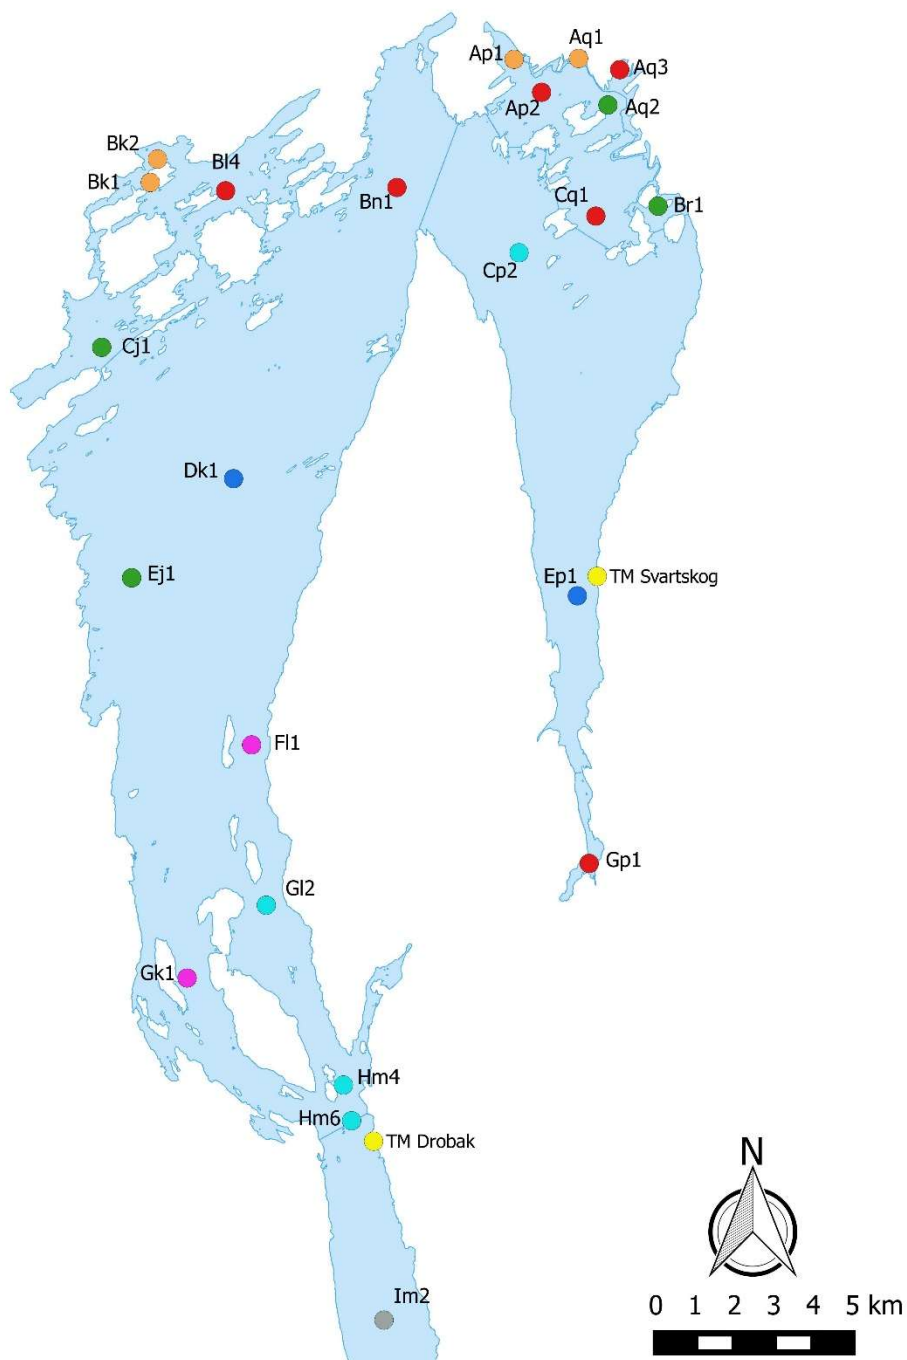 Ap1
Aq1
Aq3
Ap2
Aq2
Bk2
Bl4
Bk1
Bn1
Cq1
Br1
Cp2
Cj1
Dk1
Ej1
Ep1
TM Svartskog
Fl1
Gp1
Gl2
Gk1
Hm4
Hm6
TM Drobak
N
Im2
0 1 2 3 4 5 km